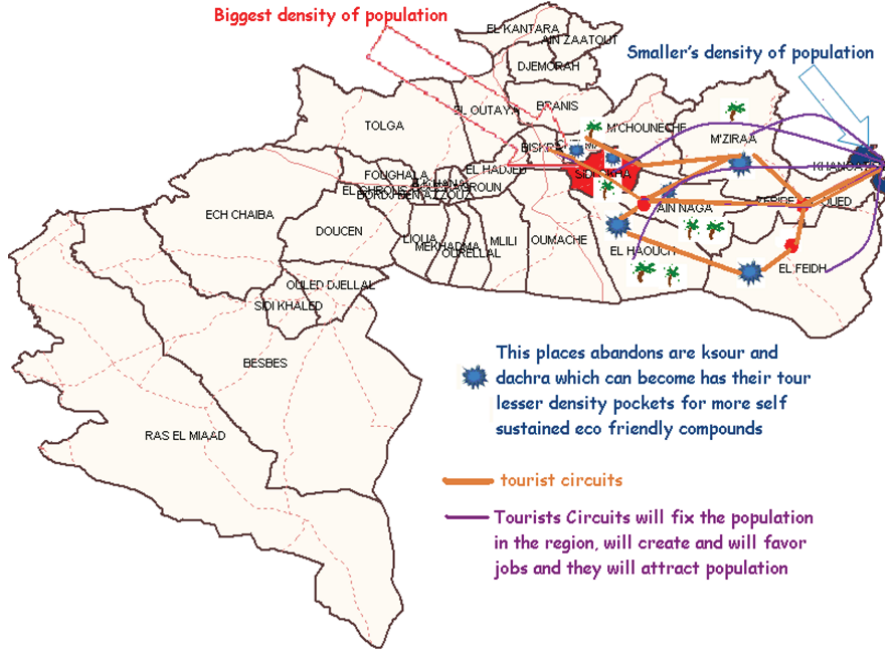 Biggest density of population
EL KANTARA
AIN ZAATOUT
DJEMORAH
Smaller's density of population
EL OUTAYA
BRANIS
TOLGA
M'CHOUNECHE
M'ZIRAA
BISKRA
KHANGAT
SIDI OKBA
FOUGHALA
EL HADJEB
ECH CHAIBA
AIN NAGA
DOUCEN
LIOUA
MEKHADMA
OURELLAL
MLILI
OUMACHE
EL HAOUCH
EL FEIDH
OULED DJELLAL
SIDI KHALED
BESBES
RAS EL MIAAD
This places abandons are ksour and
dachra which can become has their tour
lesser density pockets for more self
sustained eco friendly compounds
tourist circuits
Tourists Circuits will fix the population
in the region, will create and will favor
jobs and they will attract population